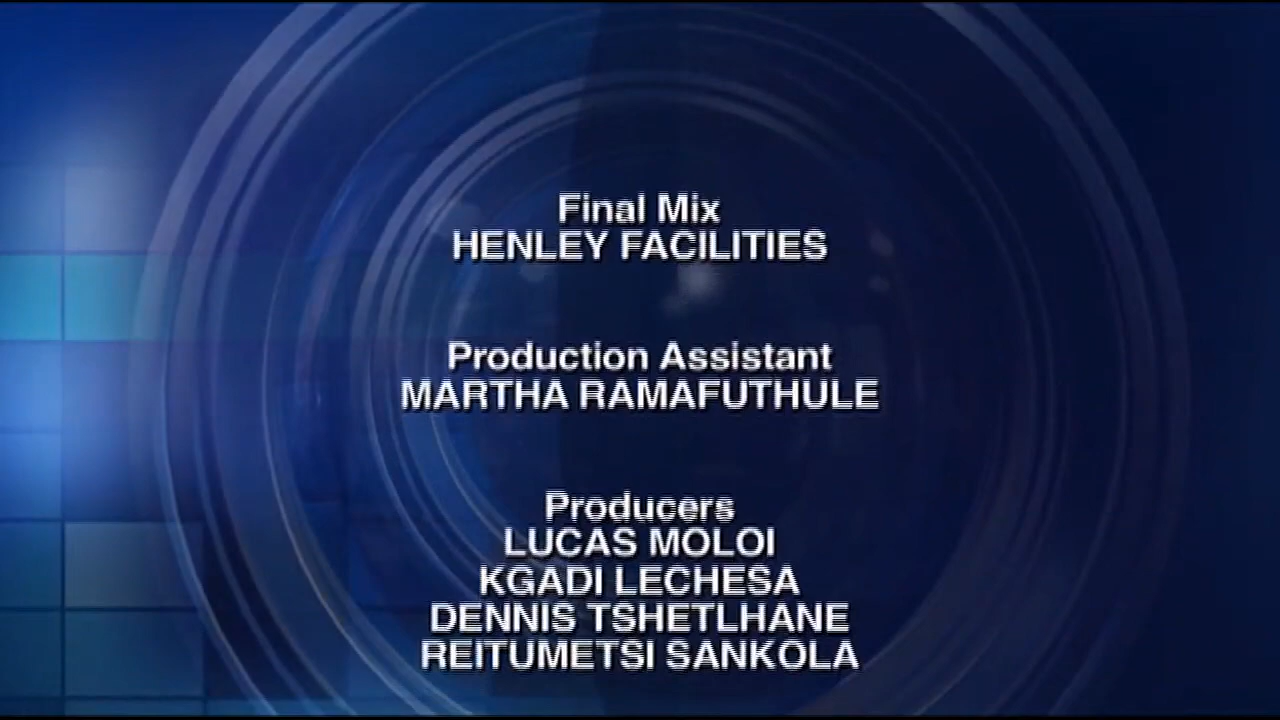 Final Mix
HENLEY FACILITIES
Production Assistant
MARTHA RAMAFUTHULE
Producers
LUCAS MOLOI
KGADI LECHESA
DENNIS TSHETLHANE
REITUMETSI SANKOLA